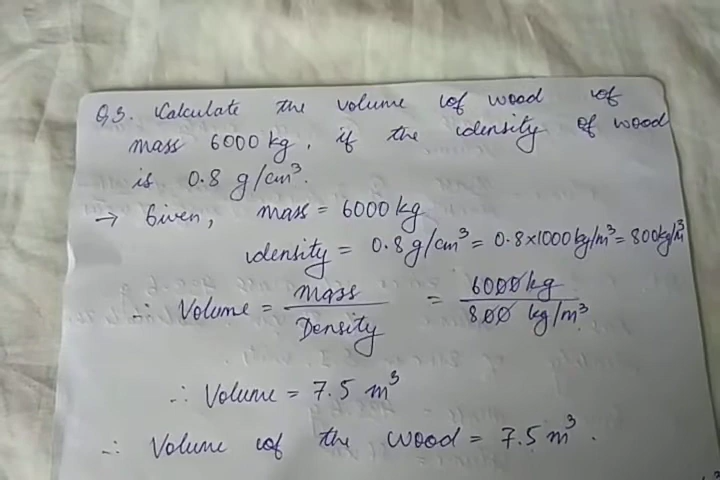 Q3. Calculate the volume of wood of
mass 6000 kg, if the density of wood
is 0.8 g/cm³.
→ Given, mass = 6000 kg
density = 0.8 g/cm³ = 0.8×1000 kg/m³ = 800 kg/m³
∴ Volume = Mass / Density = 6000 kg / 800 kg/m³
∴ Volume = 7.5 m³
∴ Volume of the wood = 7.5 m³.